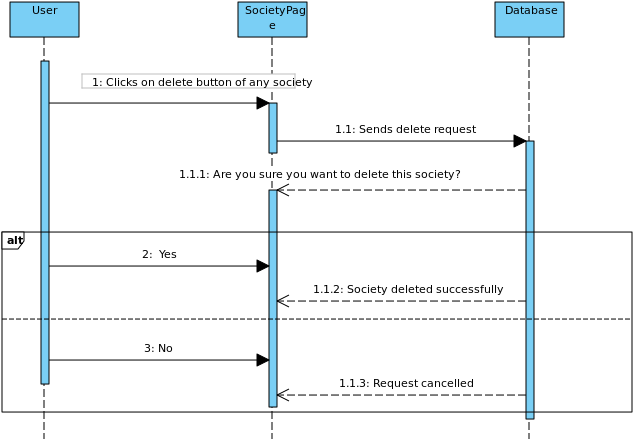 User
SocietyPag
e
Database
1: Clicks on delete button of any society
1.1: Sends delete request
1.1.1: Are you sure you want to delete this society?
alt
2:  Yes
1.1.2: Society deleted successfully
3: No
1.1.3: Request cancelled